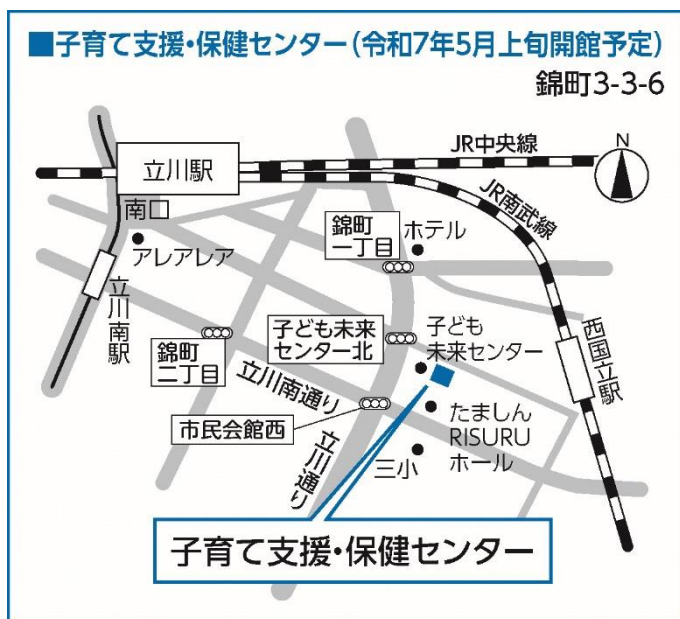 ■子育て支援・保健センター(令和7年5月上旬開館予定)
錦町3-3-6
JR中央線
N
立川駅
JR南武線
南口
錦町
一丁目
ホテル
アレアレア
立川南駅
錦町
二丁目
子ども未来
センター北
子ども
未来センター
西国立駅
立川南通り
市民会館西
たましん
RISURU
ホール
立川通り
三小
子育て支援・保健センター